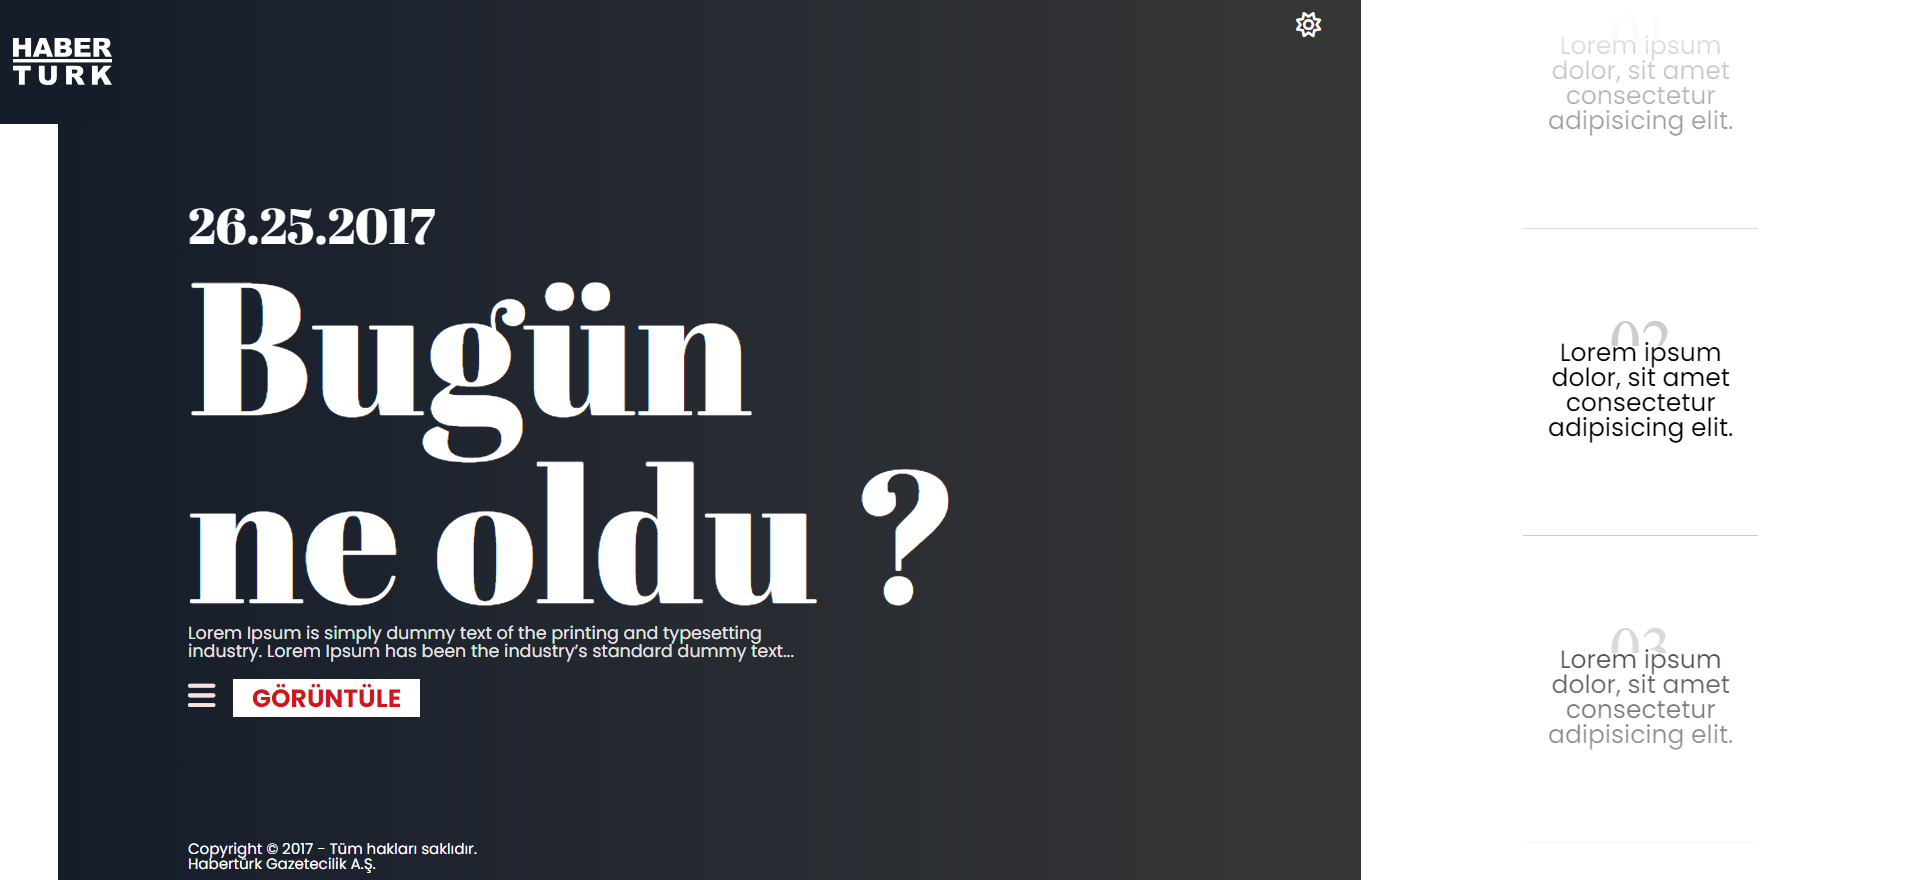 HABER
TURK
26.25.2017
Bugün
ne oldu ?
Lorem Ipsum is simply dummy text of the printing and typesetting
industry. Lorem Ipsum has been the industry's standard dummy text...
GÖRÜNTÜLE
Copyright © 2017 - Tüm hakları saklıdır.
Habertürk Gazetecilik A.Ş.
01
Lorem ipsum
dolor, sit amet
consectetur
adipisicing elit.
02
Lorem ipsum
dolor, sit amet
consectetur
adipisicing elit.
03
Lorem ipsum
dolor, sit amet
consectetur
adipisicing elit.